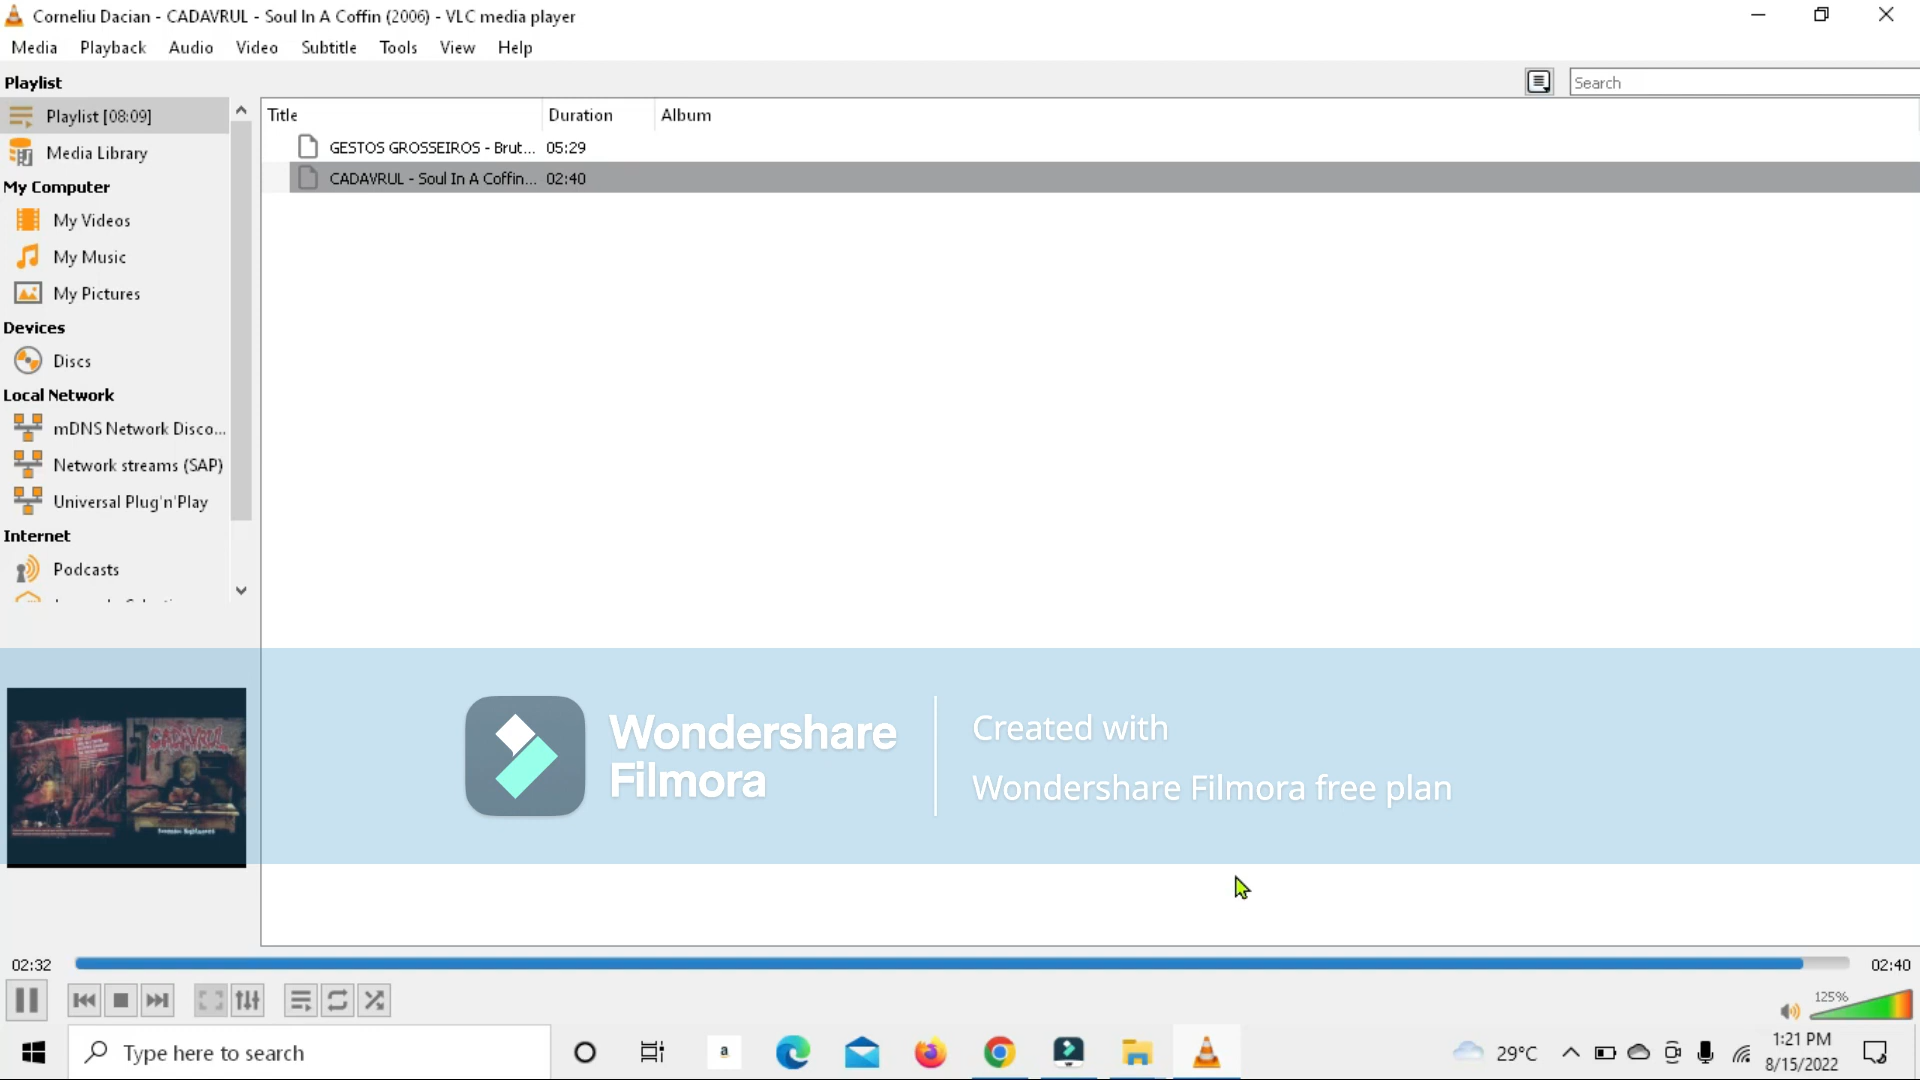 Corneliu Dacian - CADAVRUL - Soul In A Coffin (2006) - VLC media player
Media Playback Audio Video Subtitle Tools View Help
Playlist
Search
Playlist [08:09]
Media Library
My Computer
My Videos
My Music
My Pictures
Devices
Discs
Local Network
mDNS Network Disco...
Network streams (SAP)
Universal Plug'n'Play
Internet
Podcasts
Title Duration Album
GESTOS GROSSEIROS - Brut... 05:29
CADAVRUL - Soul In A Coffin... 02:40
CADAVRUL
Wondershare
Filmora
Created with
Wondershare Filmora free plan
02:32
02:40
125%
Type here to search
a
29°C
1:21 PM
8/15/2022